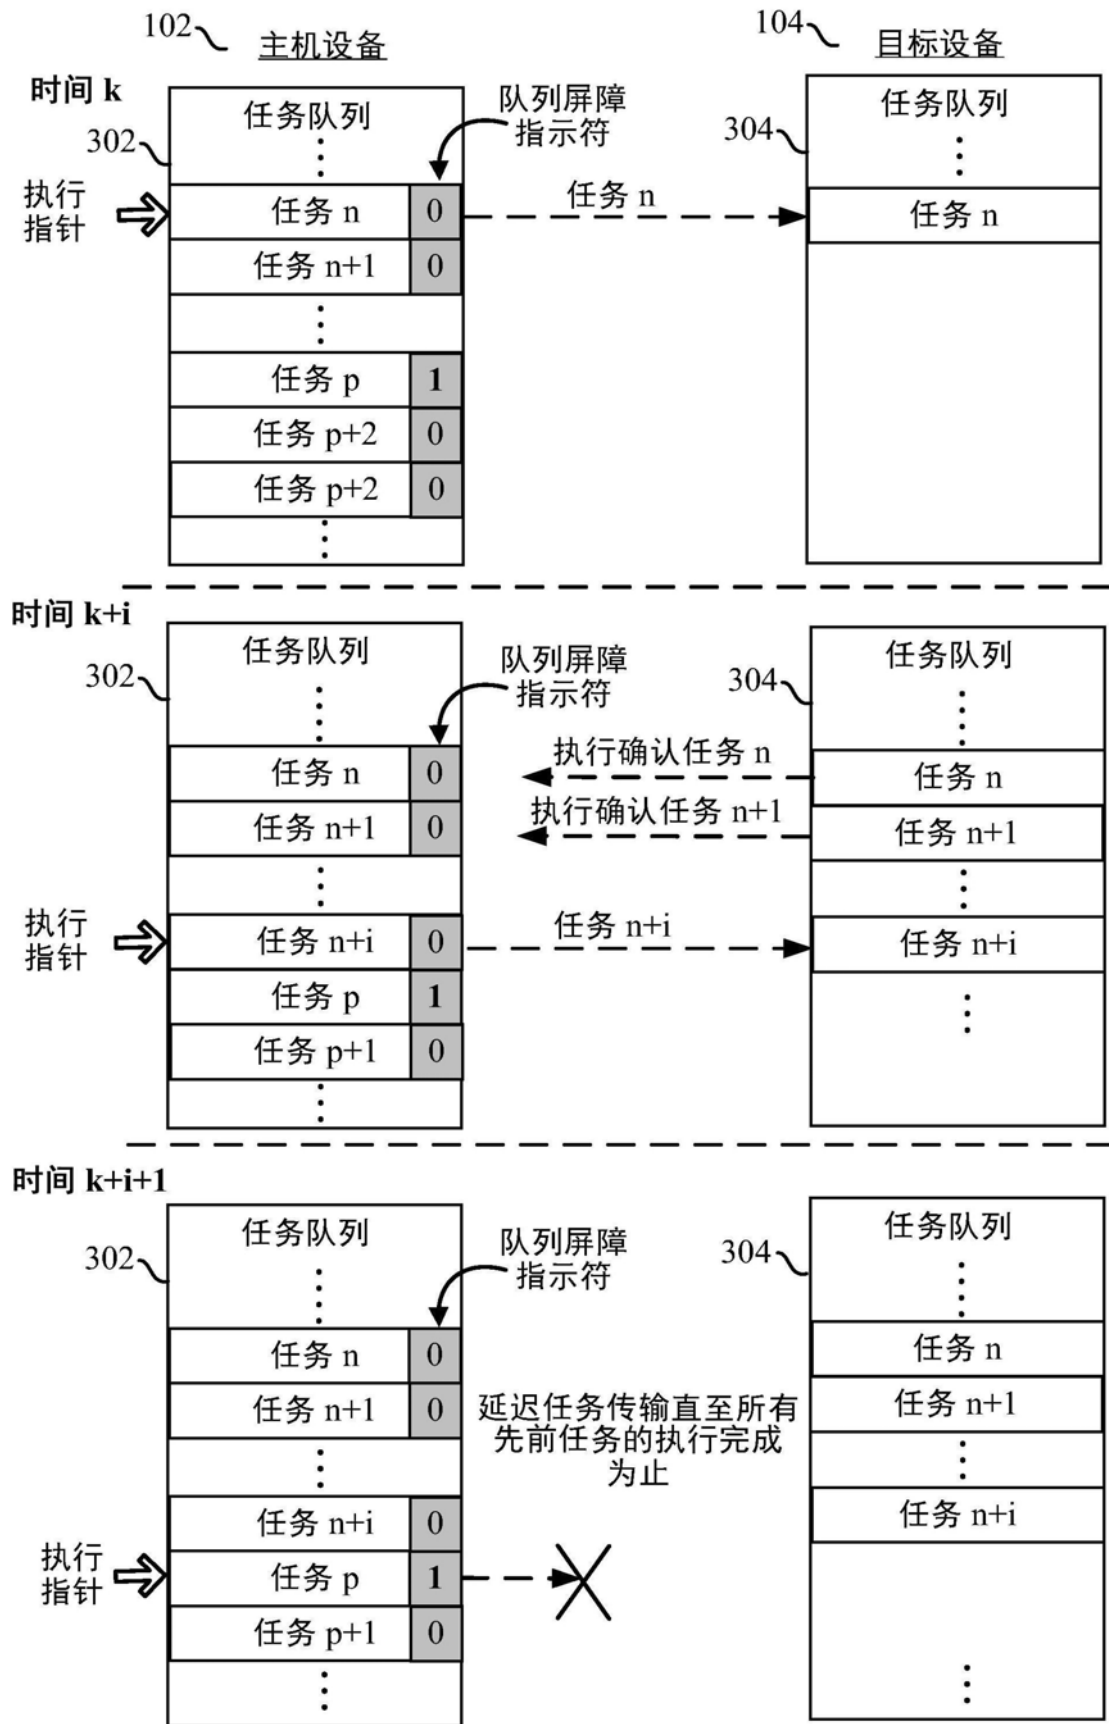 102
主机设备
104
目标设备
时间 k
任务队列
队列屏障
指示符
任务队列
302
304
执行
指针
任务 n
0
任务 n
任务 n
任务 n+1
0
任务 p
1
任务 p+2
0
任务 p+2
0
时间 k+i
任务队列
队列屏障
指示符
任务队列
302
304
任务 n
0
执行确认任务 n
任务 n
任务 n+1
0
执行确认任务 n+1
任务 n+1
执行
指针
任务 n+i
0
任务 n+i
任务 n+i
任务 p
1
任务 p+1
0
时间 k+i+1
任务队列
队列屏障
指示符
任务队列
302
304
任务 n
0
任务 n
任务 n+1
0
延迟任务传输直至所有
先前任务的执行完成
为止
任务 n+1
任务 n+i
0
任务 n+i
执行
指针
任务 p
1
任务 p+1
0